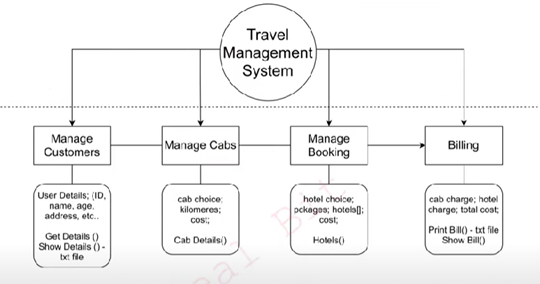 Travel
Management
System
Manage
Customers
Manage Cabs
Manage
Booking
Billing
User Details; (ID,
name, age,
address, etc..
Get Details ()
Show Details () -
txt file
cab choice;
kilomeres;
cost;
Cab Details()
hotel choice;
pckages; hotels[];
cost;
Hotels()
cab charge; hotel
charge; total cost;
Print Bill() - txt file
Show Bill()